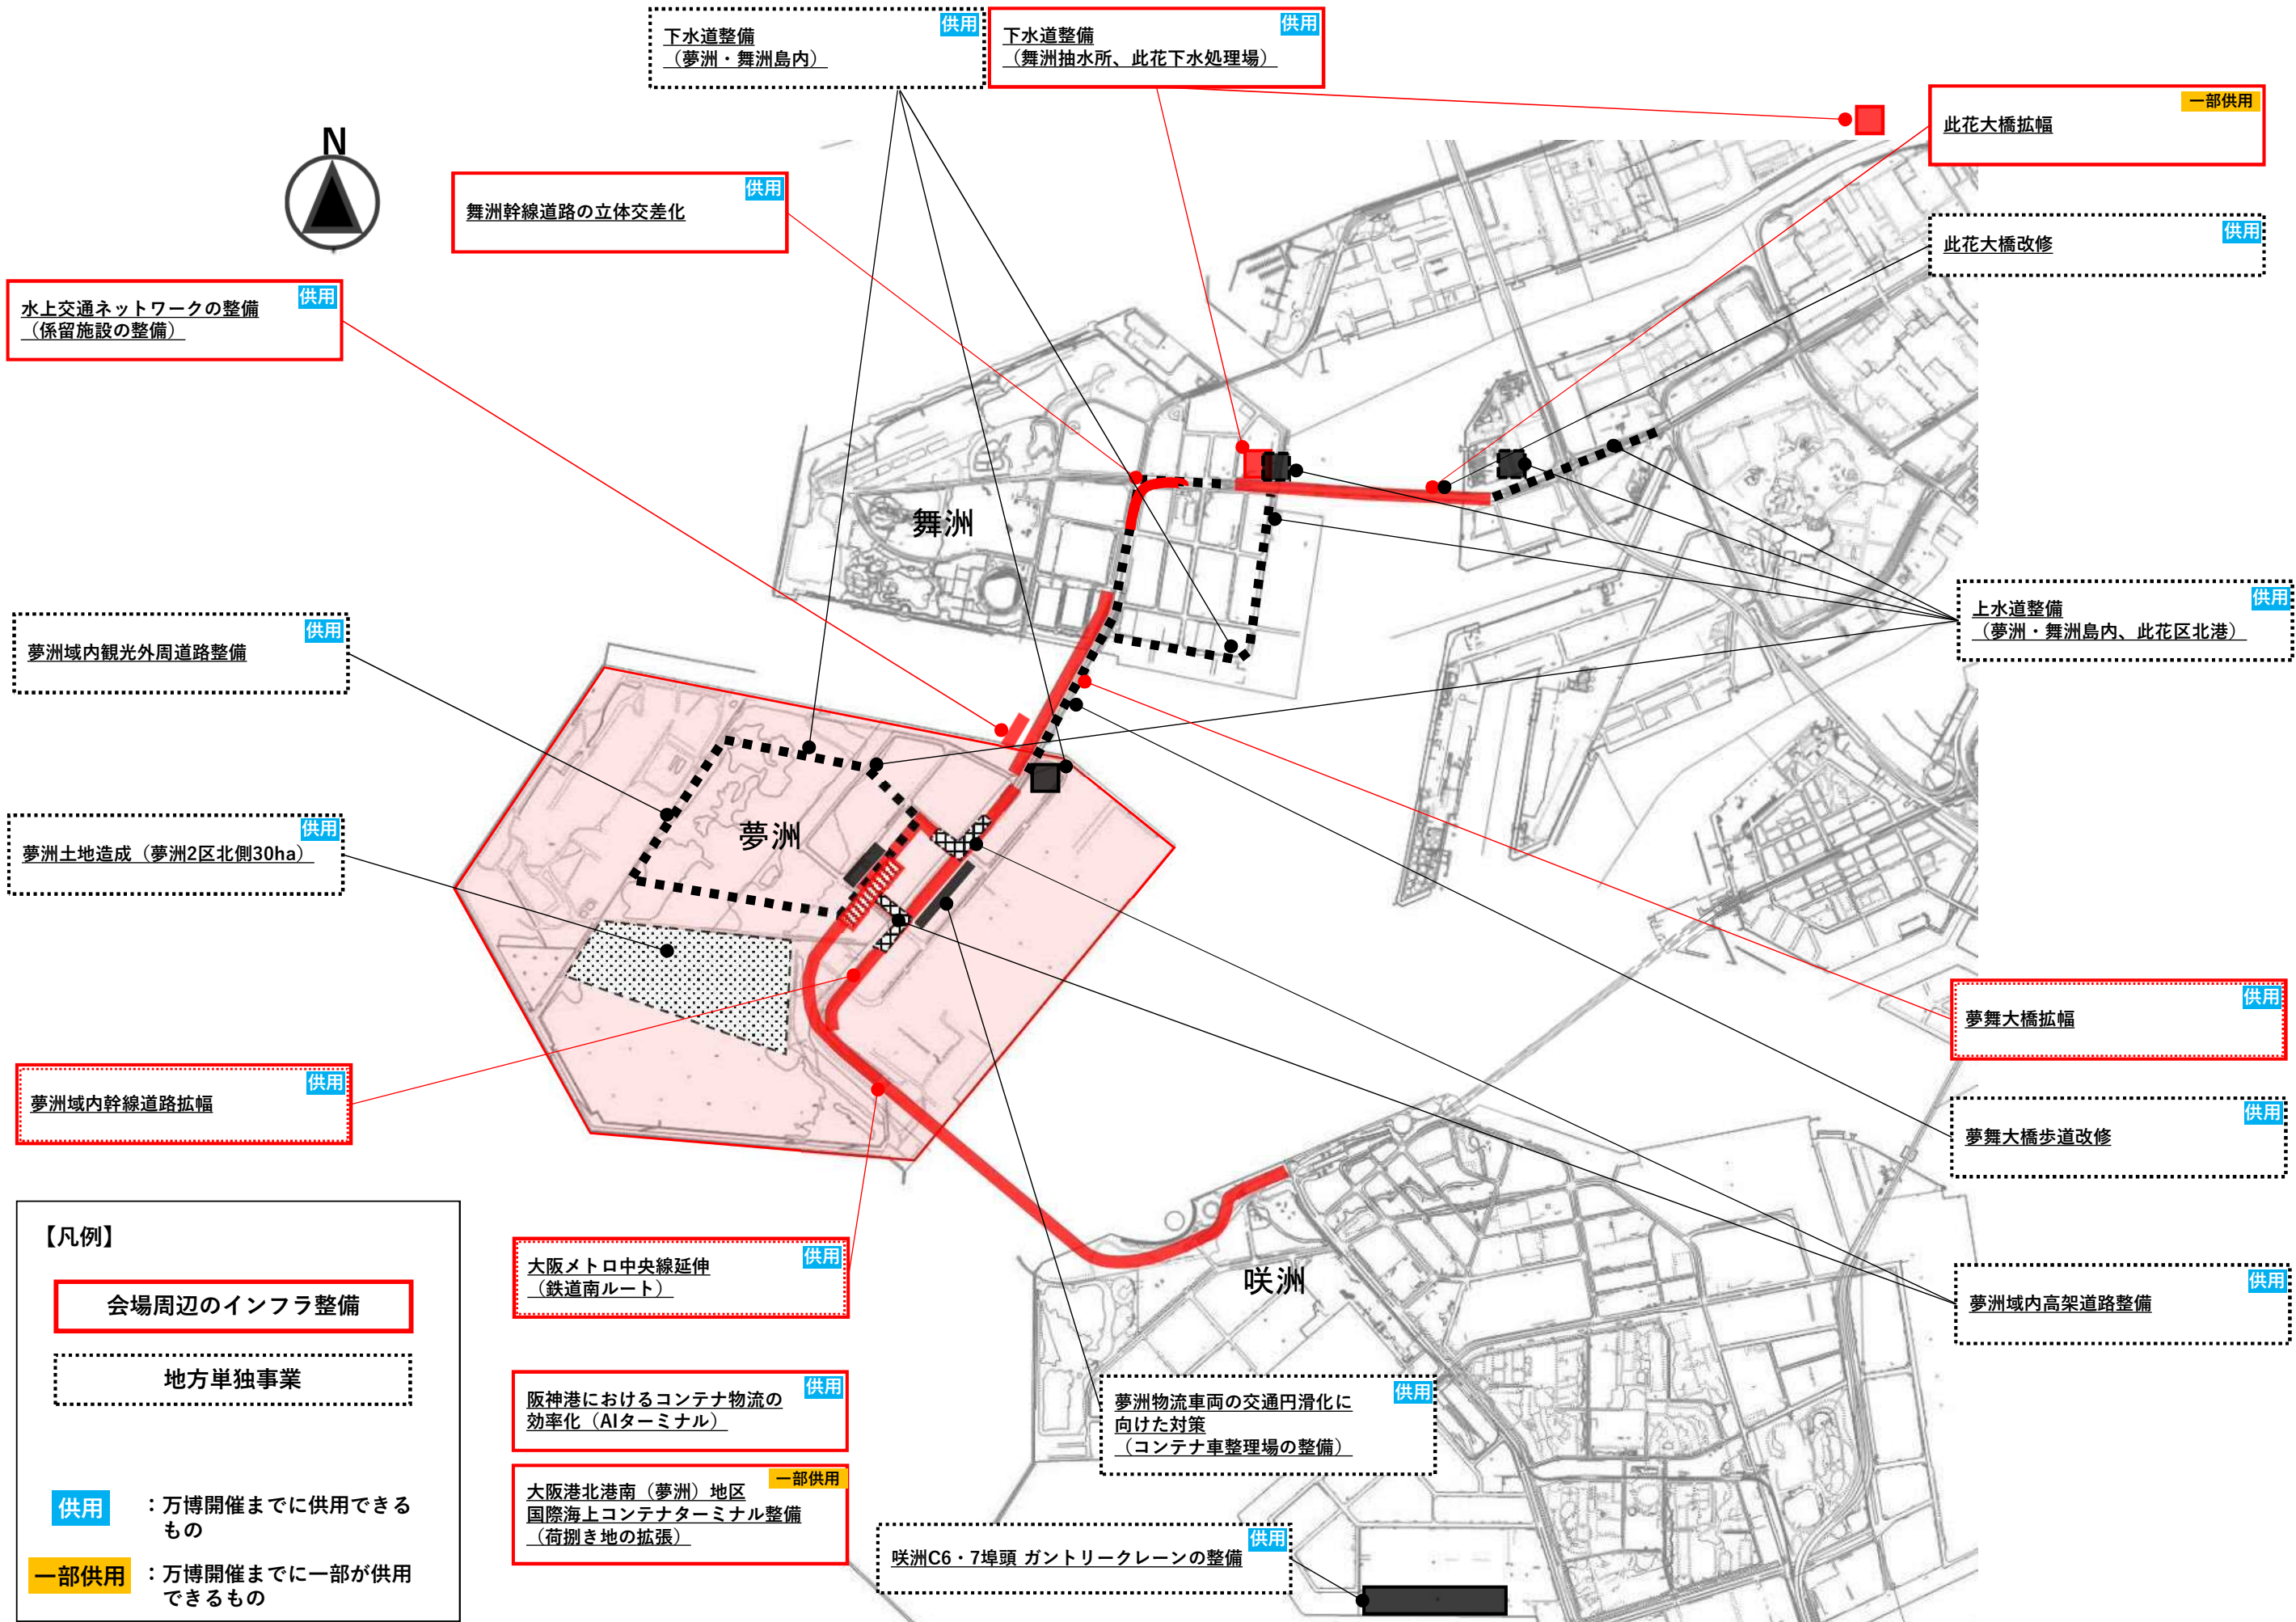 下水道整備
（夢洲・舞洲島内）
供用
下水道整備
（舞洲抽水所、此花下水処理場）
供用
此花大橋拡幅
一部供用
N
舞洲幹線道路の立体交差化
供用
此花大橋改修
供用
水上交通ネットワークの整備
（係留施設の整備）
供用
舞洲
上水道整備
（夢洲・舞洲島内、此花区北港）
供用
夢洲域内観光外周道路整備
供用
夢洲
夢洲土地造成（夢洲2区北側30ha）
供用
夢舞大橋拡幅
供用
夢洲域内幹線道路拡幅
供用
夢舞大橋歩道改修
供用
大阪メトロ中央線延伸
（鉄道南ルート）
供用
咲洲
夢洲域内高架道路整備
供用
阪神港におけるコンテナ物流の
効率化（AIターミナル）
供用
夢洲物流車両の交通円滑化に
向けた対策
（コンテナ車整理場の整備）
供用
大阪港北港南（夢洲）地区
国際海上コンテナターミナル整備
（荷捌き地の拡張）
一部供用
咲洲C6・7埠頭 ガントリークレーンの整備
供用
【凡例】
会場周辺のインフラ整備
地方単独事業
供用
：万博開催までに供用できる
もの
一部供用
：万博開催までに一部が供用
できるもの